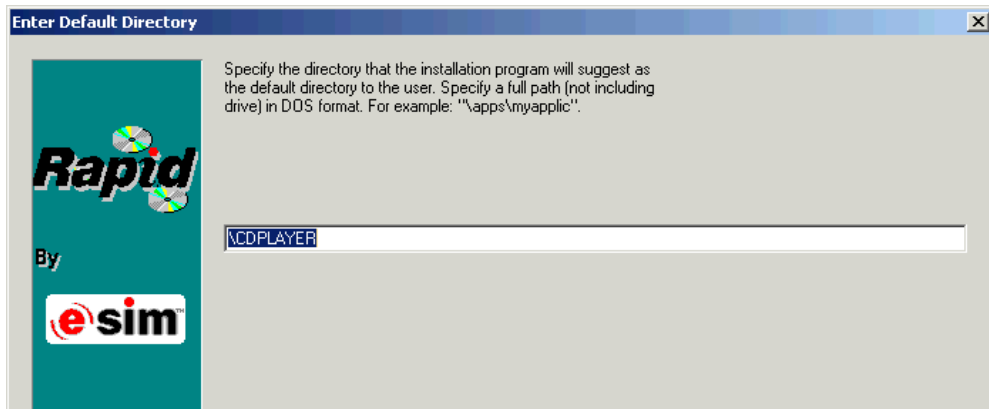 Enter Default Directory
Specify the directory that the installation program will suggest as
the default directory to the user. Specify a full path (not including
drive) in DOS format. For example: "\apps\myapplic".
Rapid
\CDPLAYER
By
e sim™